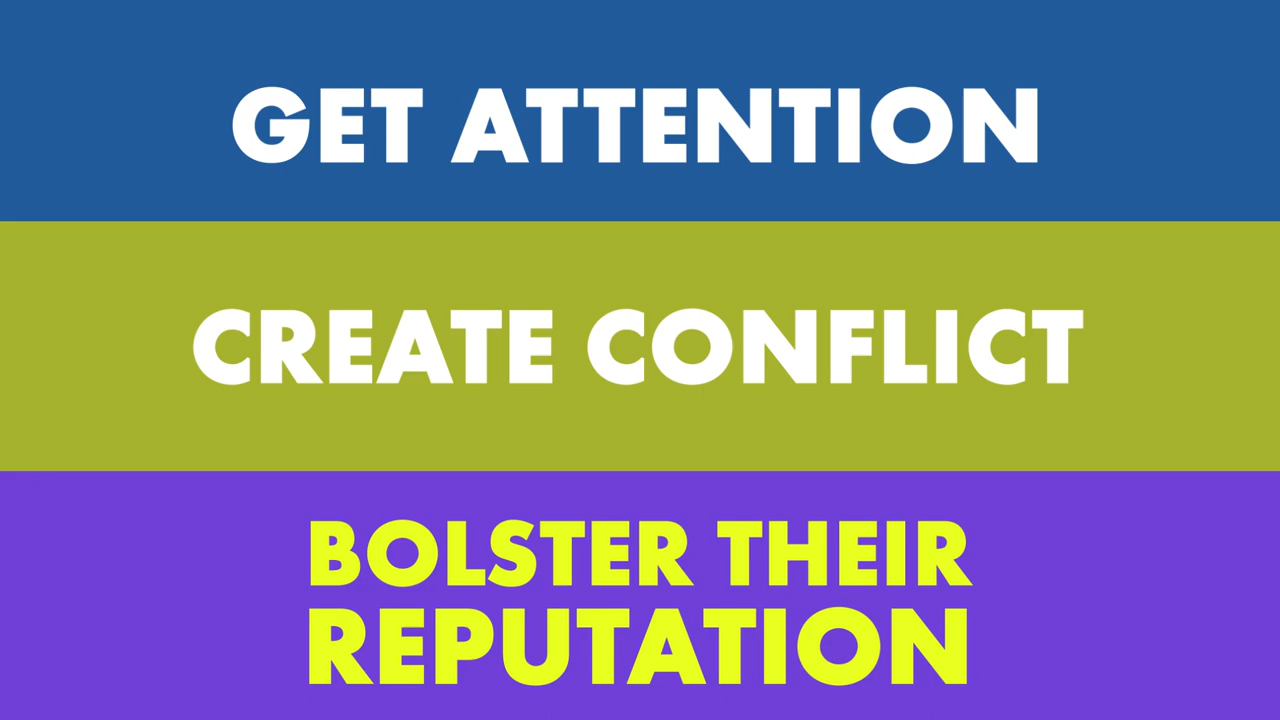 GET ATTENTION
CREATE CONFLICT
BOLSTER THEIR
REPUTATION